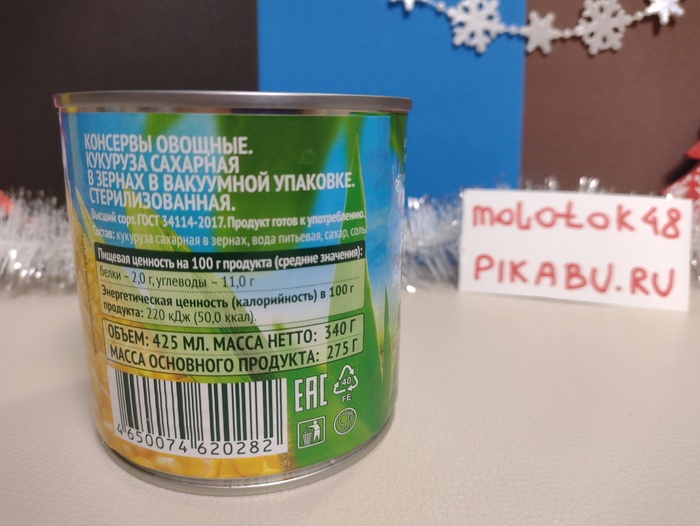 КОНСЕРВЫ ОВОЩНЫЕ.
КУКУРУЗА САХАРНАЯ
В ЗЕРНАХ В ВАКУУМНОЙ УПАКОВКЕ.
СТЕРИЛИЗОВАННАЯ.
Высший сорт. ГОСТ 34114-2017. Продукт готов к употреблению.
Состав: кукуруза сахарная в зернах, вода питьевая, сахар, соль.
Пищевая ценность на 100 г продукта (средние значения):
Белки – 2,0 г, углеводы – 11,0 г
Энергетическая ценность (калорийность) в 100 г
продукта: 220 кДж (50,0 ккал).
ОБЪЕМ: 425 МЛ. МАССА НЕТТО: 340 Г
МАССА ОСНОВНОГО ПРОДУКТА: 275 Г
EAC
40
FE
4 650074 620282
molotok48
PIKABU.RU